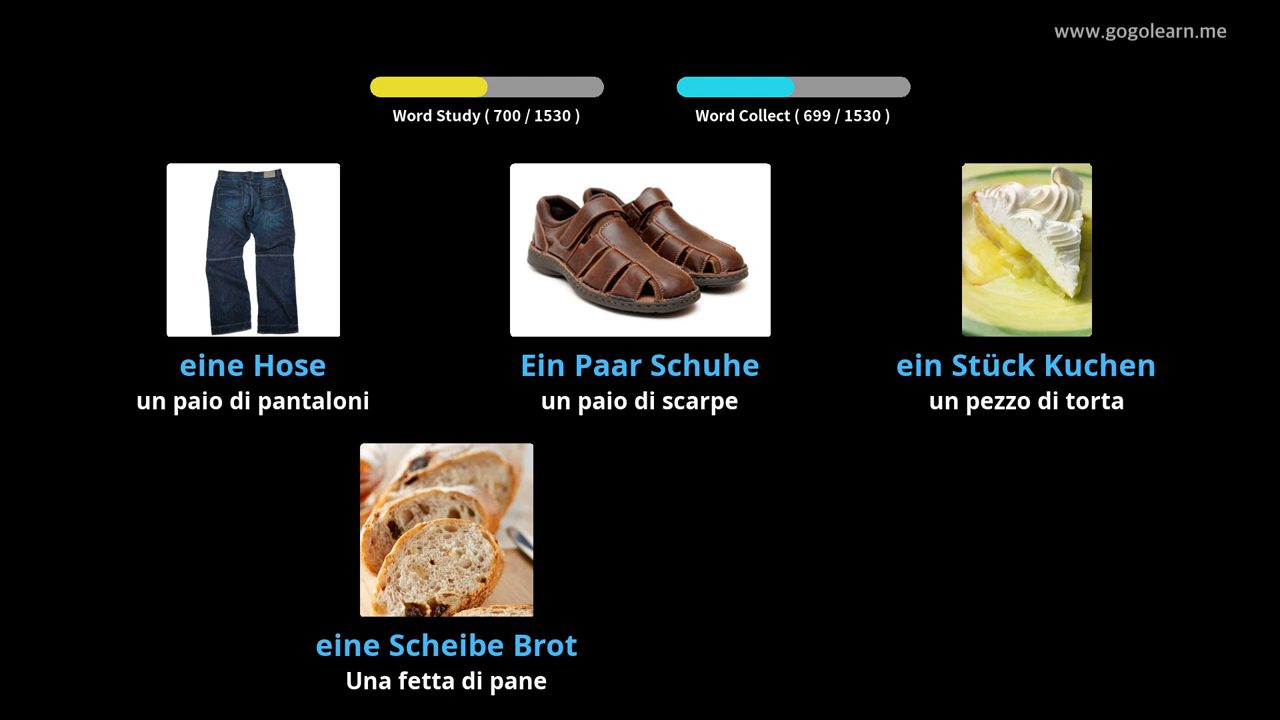 www.gogolearn.me
Word Study ( 700 / 1530 )
Word Collect ( 699 / 1530 )
eine Hose
un paio di pantaloni
Ein Paar Schuhe
un paio di scarpe
ein Stück Kuchen
un pezzo di torta
eine Scheibe Brot
Una fetta di pane